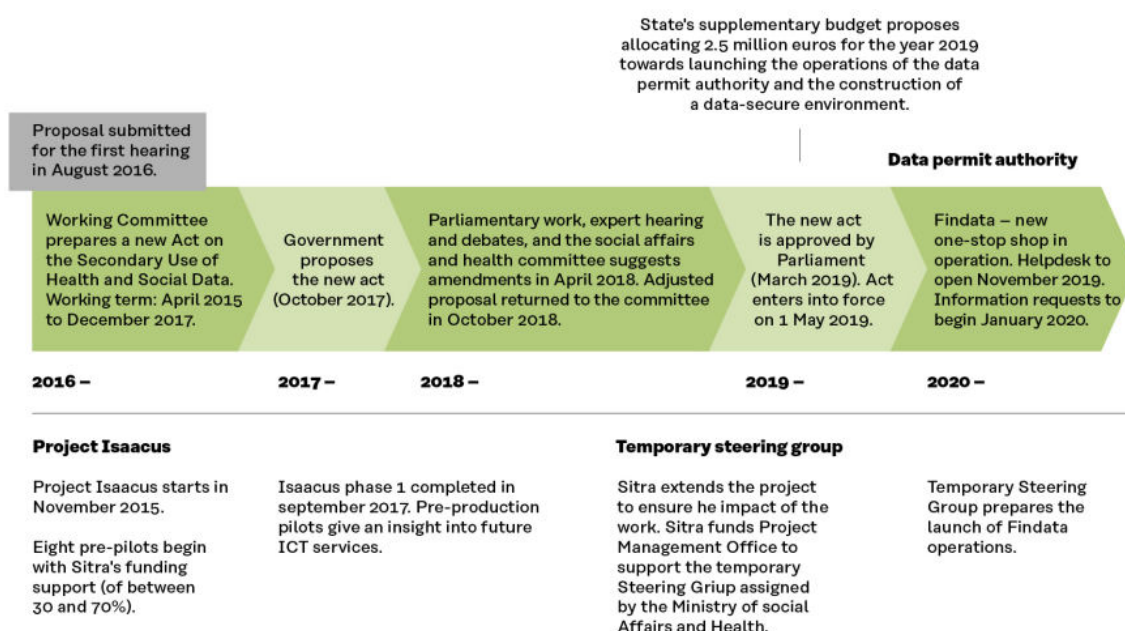 State's supplementary budget proposes
allocating 2.5 million euros for the year 2019
towards launching the operations of the data
permit authority and the construction of
a data-secure environment.
Proposal submitted
for the first hearing
in August 2016.
Data permit authority
Working Committee
prepares a new Act on
the Secondary Use of
Health and Social Data.
Working term: April 2015
to December 2017.
Government
proposes
the new act
(October 2017).
Parliamentary work, expert hearing
and debates, and the social affairs
and health committee suggests
amendments in April 2018. Adjusted
proposal returned to the committee
in October 2018.
The new act
is approved by
Parliament
(March 2019). Act
enters into force
on 1 May 2019.
Findata – new
one-stop shop in
operation. Helpdesk to
open November 2019.
Information requests to
begin January 2020.
2016 –
2017 –
2018 –
2019 –
2020 –
Project Isaacus
Project Isaacus starts in
November 2015.
Eight pre-pilots begin
with Sitra's funding
support (of between
30 and 70%).
Isaacus phase 1 completed in
september 2017. Pre-production
pilots give an insight into future
ICT services.
Temporary steering group
Sitra extends the project
to ensure he impact of the
work. Sitra funds Project
Management Office to
support the temporary
Steering Griup assigned
by the Ministry of social
Affairs and Health.
Temporary Steering
Group prepares the
launch of Findata
operations.